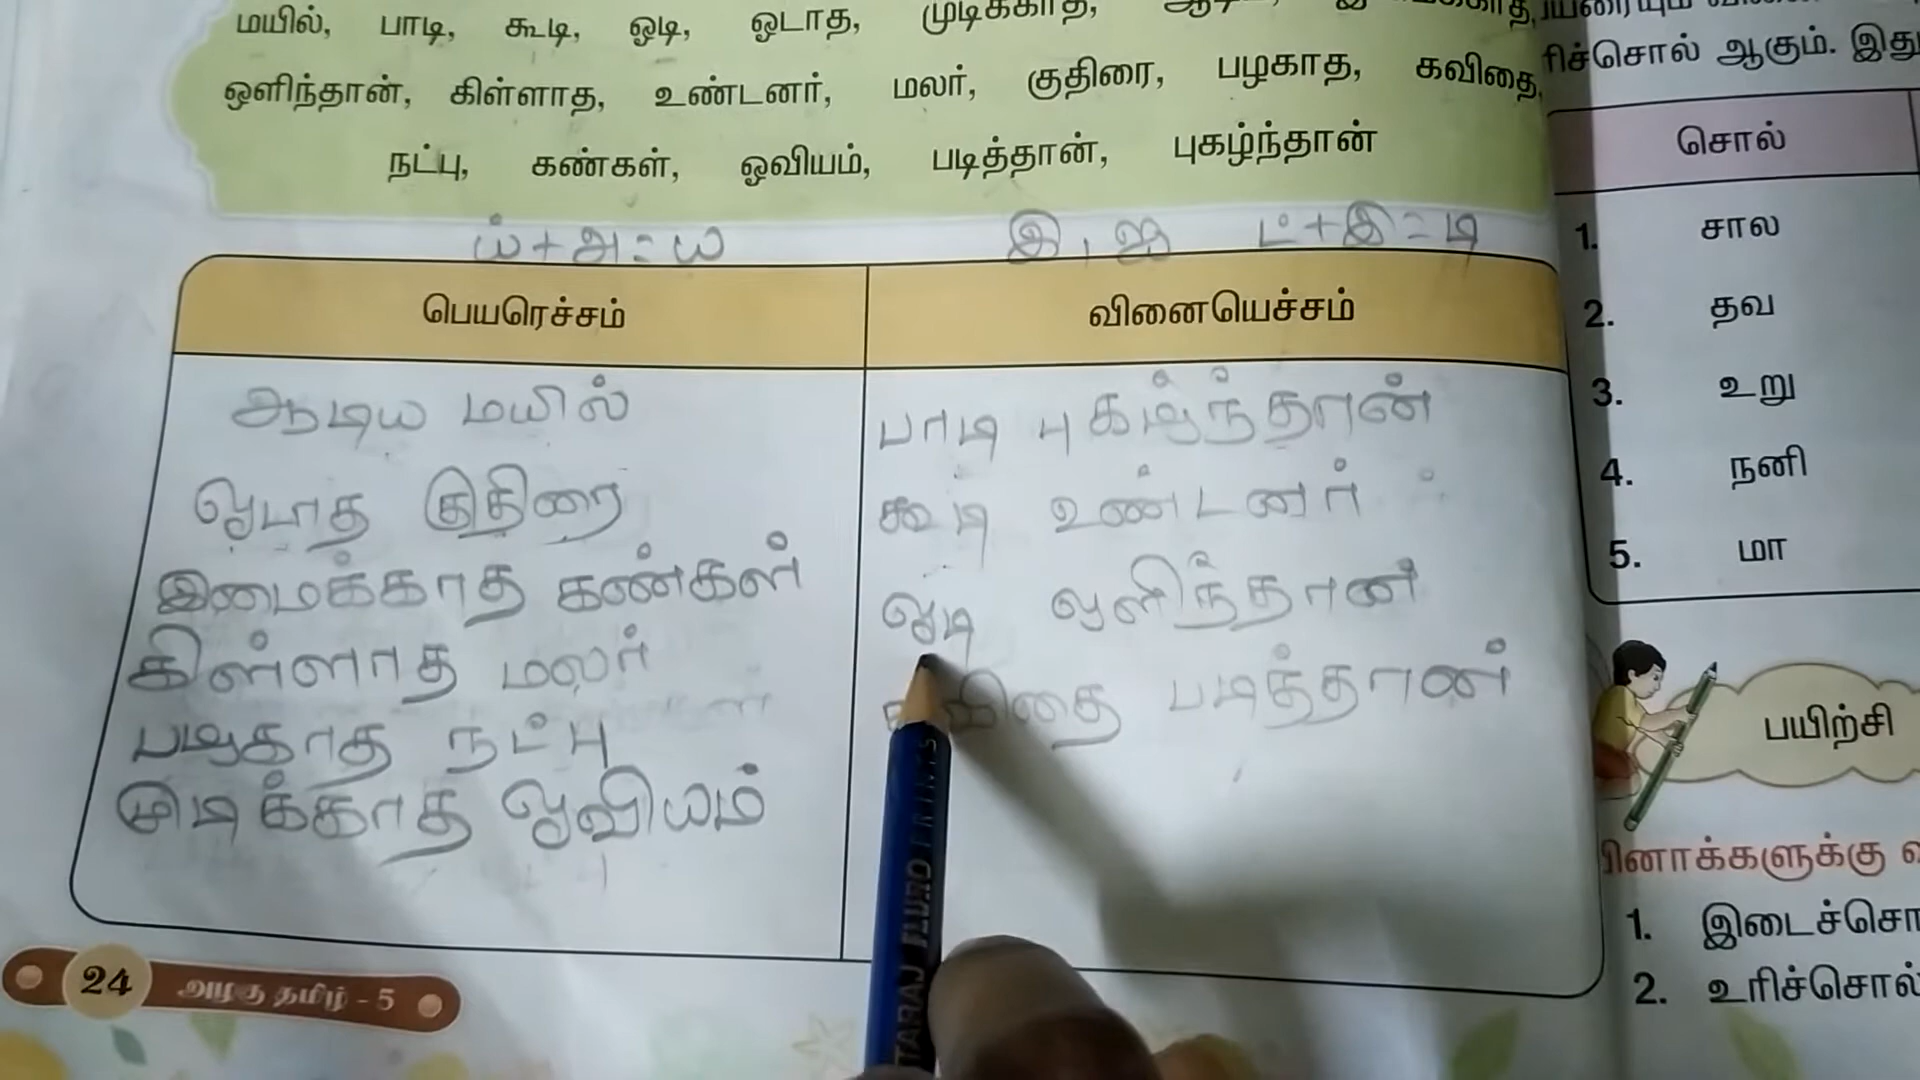 மயில், பாடி, கூடி, ஓடி, ஓடாத, முடிக்காத,
ஒளிந்தான், கிள்ளாத, உண்டனர், மலர், குதிரை, பழகாத, கவிதை,
நட்பு, கண்கள், ஓவியம், படித்தான், புகழ்ந்தான்
ய்+அ=ய இ, ஐ ட்+இ=டி
பெயரெச்சம் வினையெச்சம்
ஆடிய மயில் பாடி புகழ்ந்தான்
ஓடாத குதிரை கூடி உண்டனர்
இமைக்காத கண்கள் ஓடி ஒளிந்தான்
கிள்ளாத மலர் கவிதை படித்தான்
பழகாத நட்பு
முடிக்காத ஓவியம்
24 அழகு தமிழ் - 5
ரிச்சொல் ஆகும். இது
சொல்
1. சால
2. தவ
3. உறு
4. நனி
5. மா
பயிற்சி
வினாக்களுக்கு
1. இடைச்சொ
2. உரிச்சொல்
TARAJ FLURO